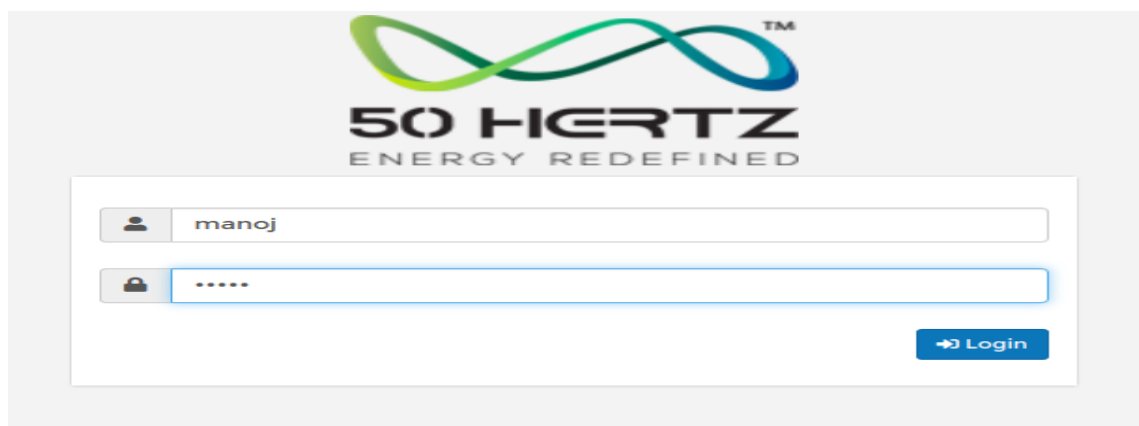 TM
50 HERTZ
ENERGY REDEFINED
manoj
•••••
Login